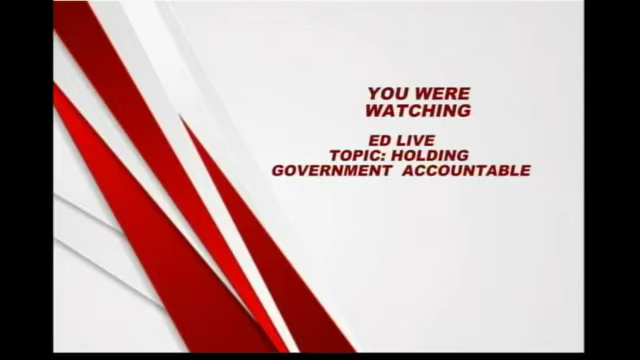 YOU WERE
WATCHING
ED LIVE
TOPIC: HOLDING
GOVERNMENT ACCOUNTABLE